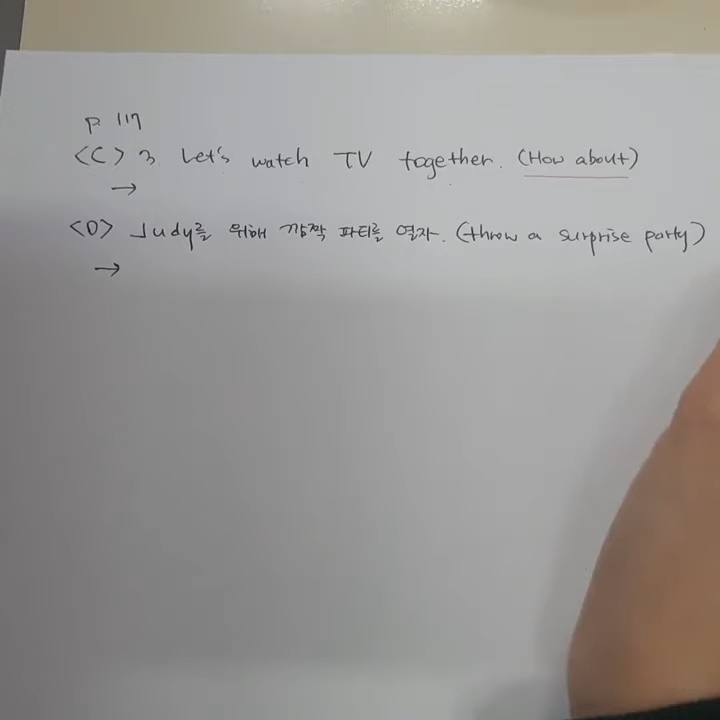 p 117
<C> 3 Let's watch TV together. (How about)
→
<D> Judy를 위해 깜짝 파티를 열자. (throw a surprise party)
→